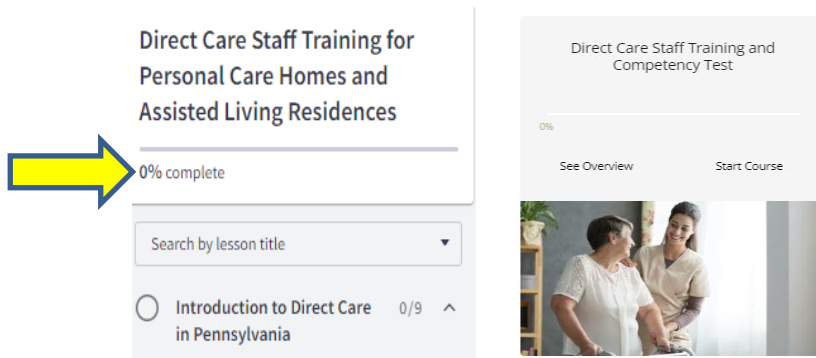 Direct Care Staff Training for
Personal Care Homes and
Assisted Living Residences
0% complete
Search by lesson title
Introduction to Direct Care 0/9
in Pennsylvania
Direct Care Staff Training and
Competency Test
0%
See Overview Start Course